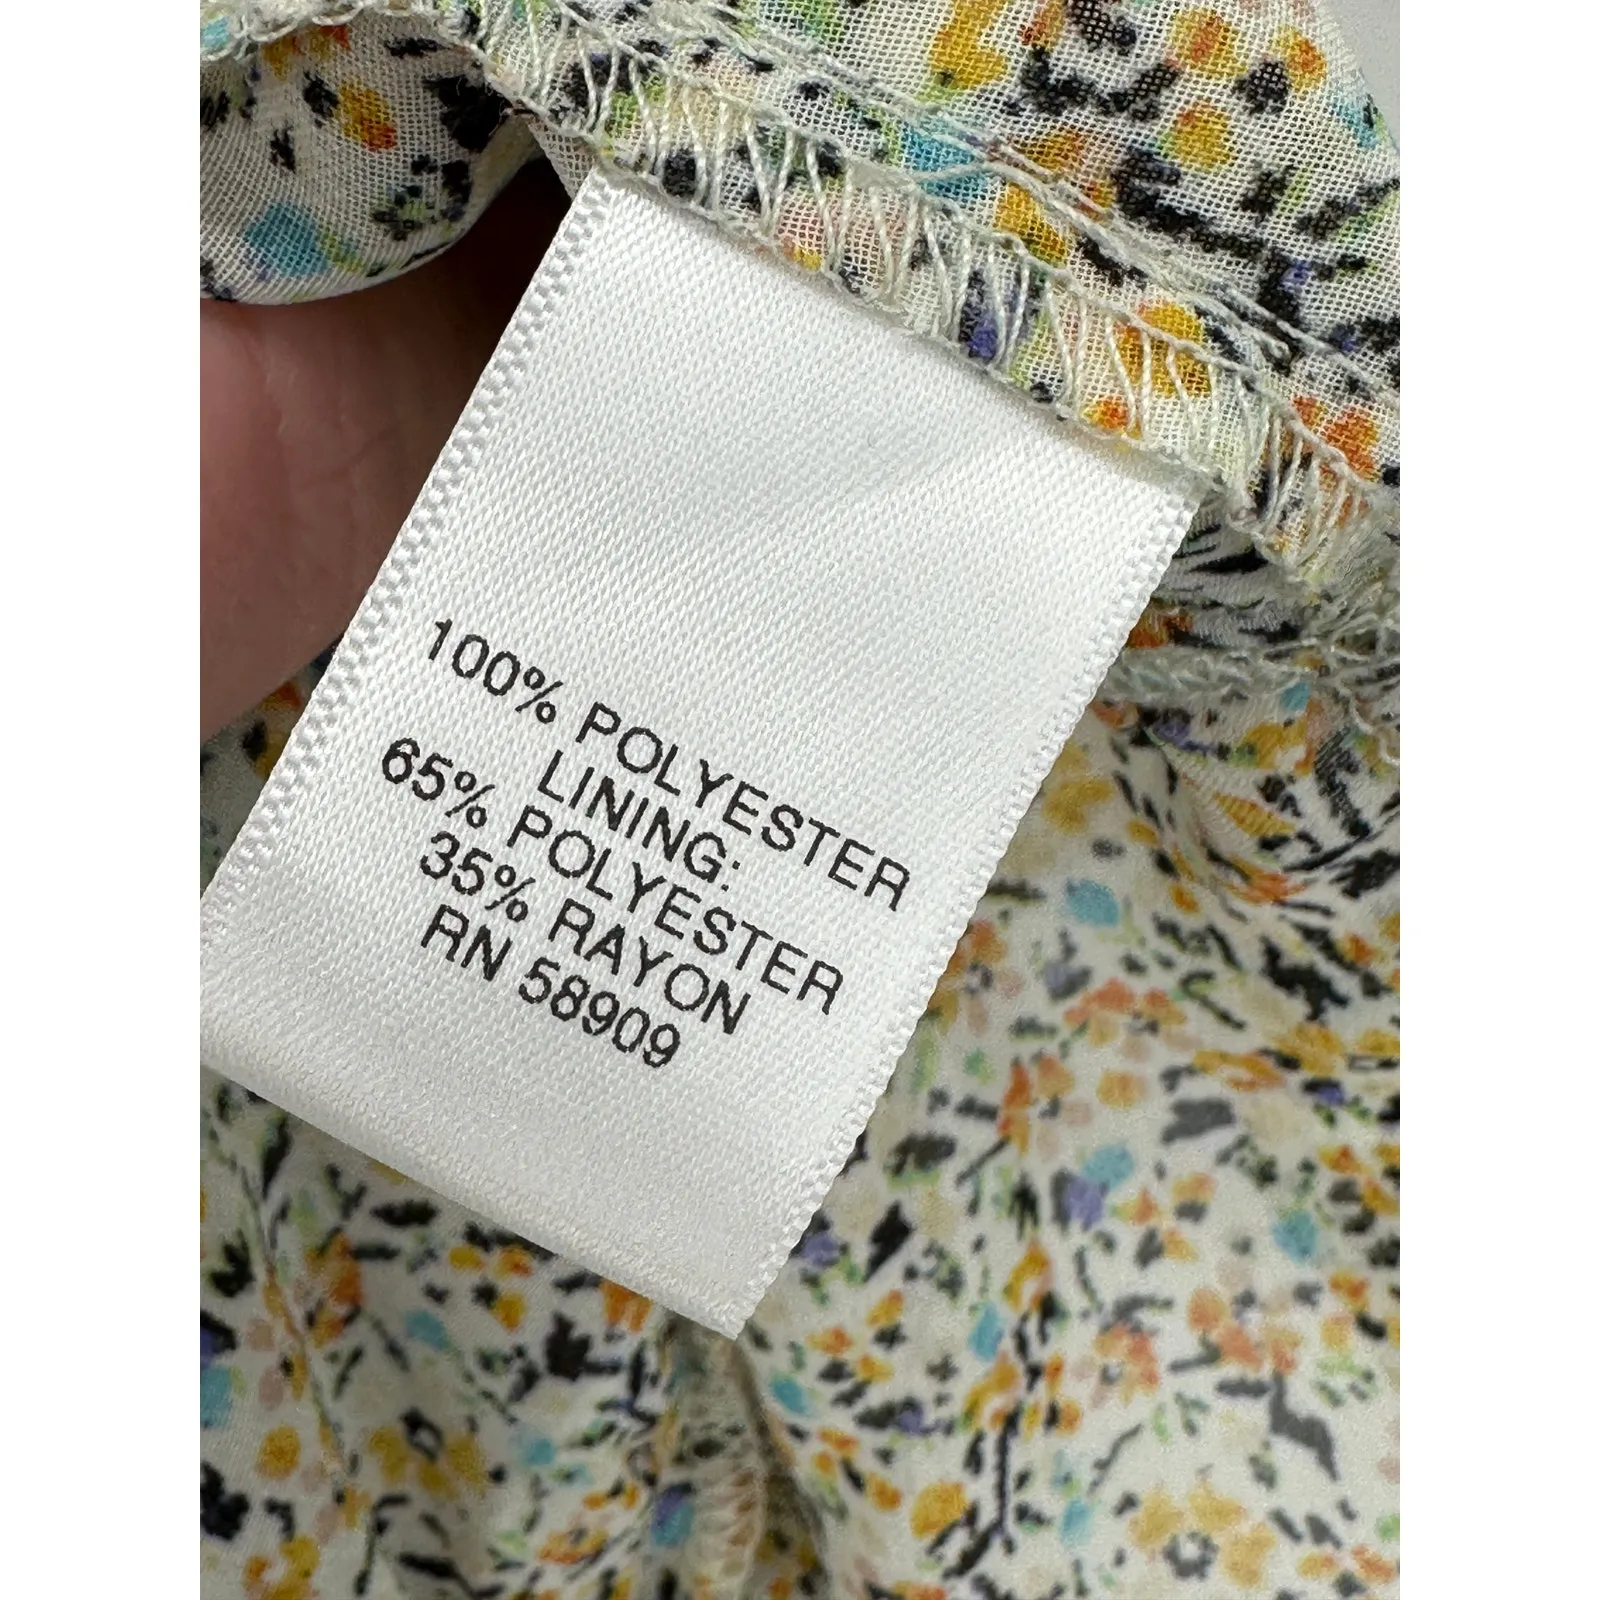 100% POLYESTER
LINING:
65% POLYESTER
35% RAYON
RN 58909